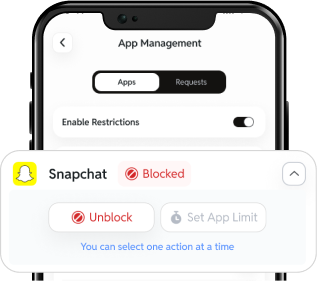 App Management
Apps
Requests
Enable Restrictions
Snapchat
Blocked
Unblock
Set App Limit
You can select one action at a time